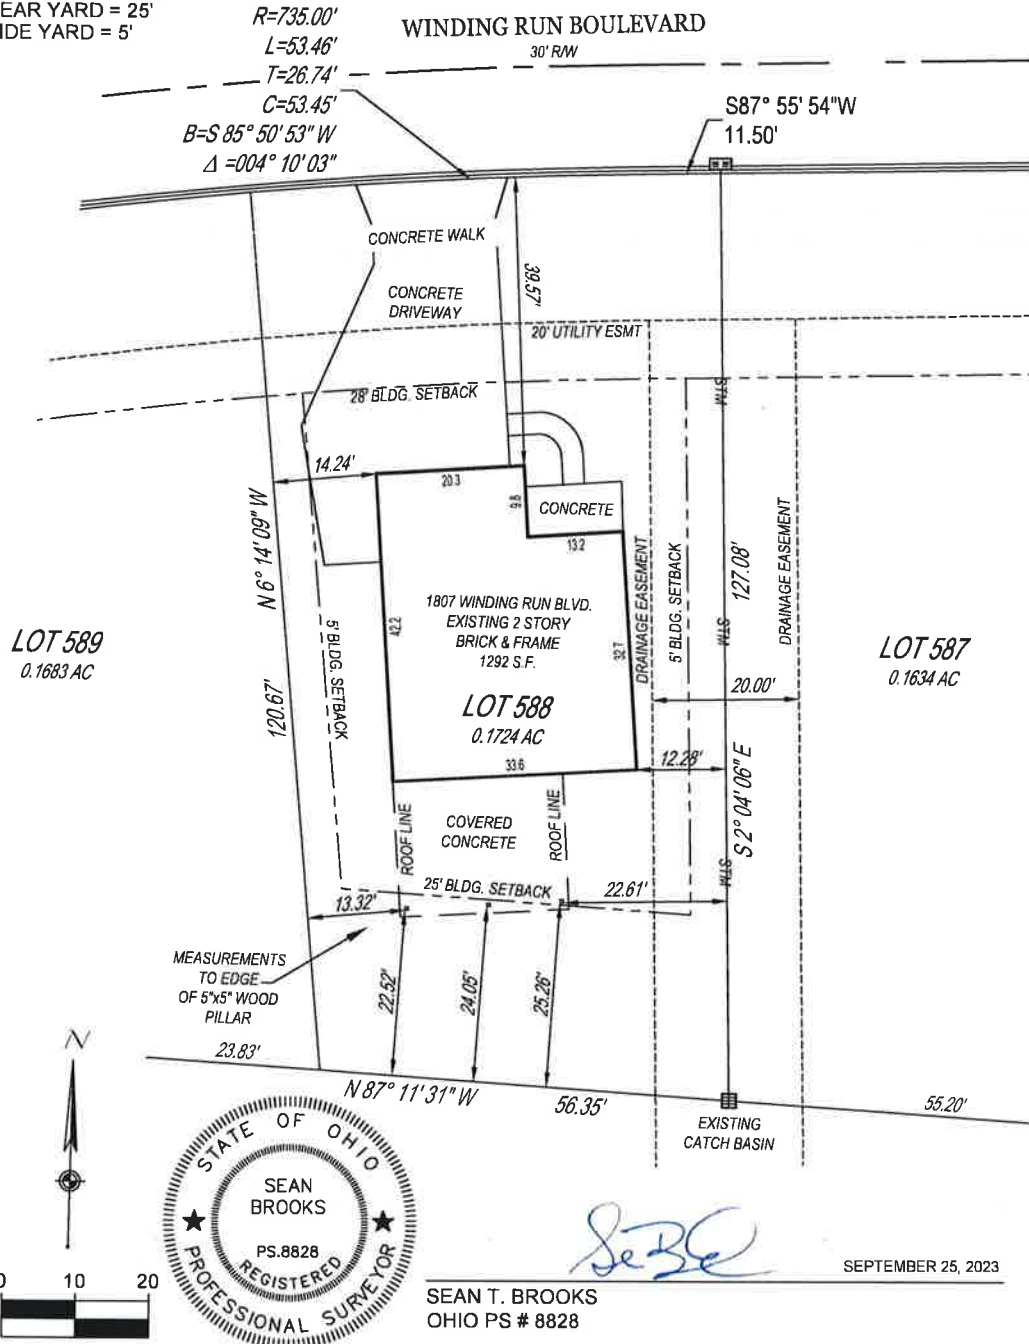 EAR YARD = 25'
IDE YARD = 5'
R=735.00'
L=53.46'
T=26.74'
C=53.45'
B=S 85° 50' 53" W
Δ =004° 10' 03"
WINDING RUN BOULEVARD
30' R/W
S87° 55' 54"W
11.50'
CONCRETE WALK
CONCRETE
DRIVEWAY
39.57'
20' UTILITY ESMT
28' BLDG. SETBACK
STM
14.24'
20.3
9.8
CONCRETE
13.2
N 6° 14' 09" W
120.67'
5' BLDG. SETBACK
42.2
1807 WINDING RUN BLVD.
EXISTING 2 STORY
BRICK & FRAME
1292 S.F.
LOT 588
0.1724 AC
32.7
33.6
DRAINAGE EASEMENT
5' BLDG. SETBACK
127.08'
STM
DRAINAGE EASEMENT
LOT 589
0.1683 AC
LOT 587
0.1634 AC
20.00'
12.28'
S 2° 04' 06" E
STM
ROOF LINE
COVERED
CONCRETE
ROOF LINE
25' BLDG. SETBACK
22.61'
13.32'
MEASUREMENTS
TO EDGE
OF 5"x5" WOOD
PILLAR
22.52'
24.05'
25.26'
23.83'
N 87° 11' 31" W
56.35'
55.20'
EXISTING
CATCH BASIN
N
STATE OF OHIO
SEAN
BROOKS
PS.8828
REGISTERED
PROFESSIONAL SURVEYOR
0 10 20
SEPTEMBER 25, 2023
SEAN T. BROOKS
OHIO PS # 8828